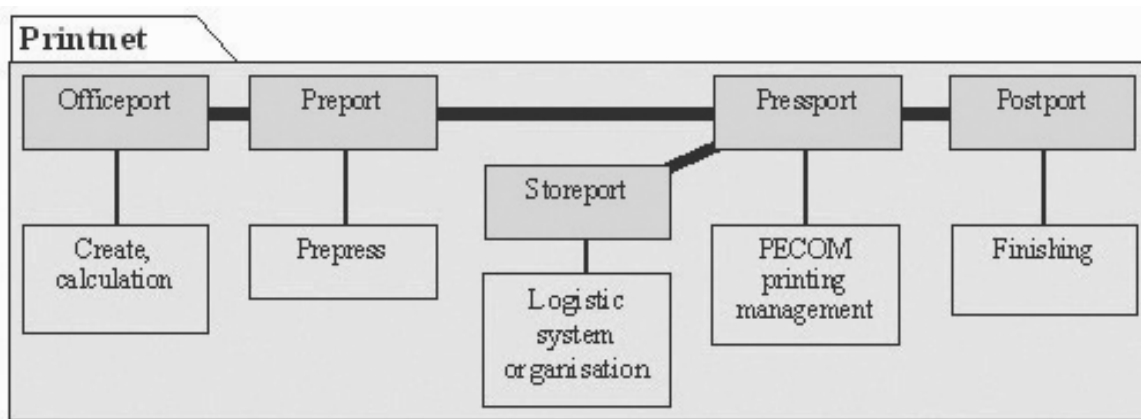 Printnet
Officeport
Preport
Pressport
Postport
Storeport
Create,
calculation
Prepress
PECOM
printing
management
Finishing
Logistic
system
organisation